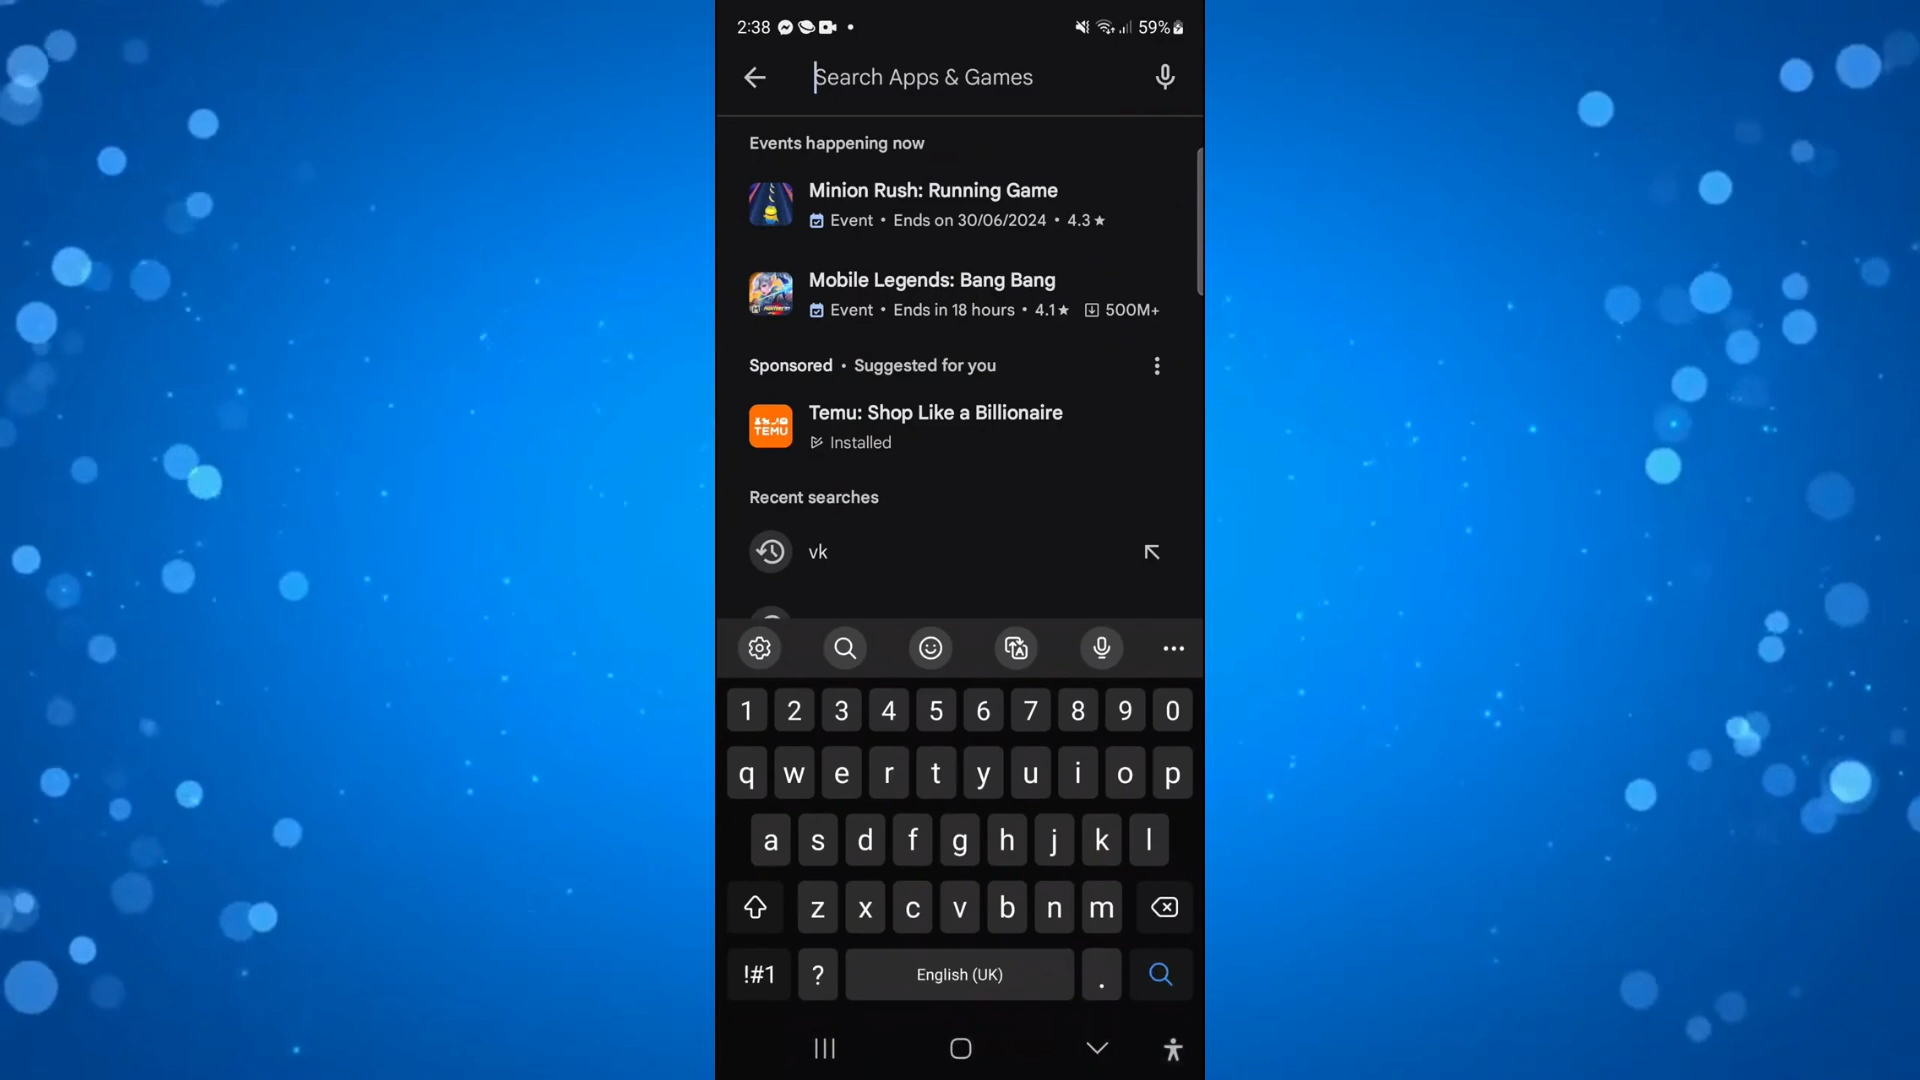 2:38 59%
Search Apps & Games
Events happening now
Minion Rush: Running Game
Event • Ends on 30/06/2024 • 4.3★
Mobile Legends: Bang Bang
Event • Ends in 18 hours • 4.1★ 500M+
Sponsored • Suggested for you
Temu: Shop Like a Billionaire
TEMU
Installed
Recent searches
vk
1 2 3 4 5 6 7 8 9 0
q w e r t y u i o p
a s d f g h j k l
z x c v b n m
!#1 ? English (UK) .